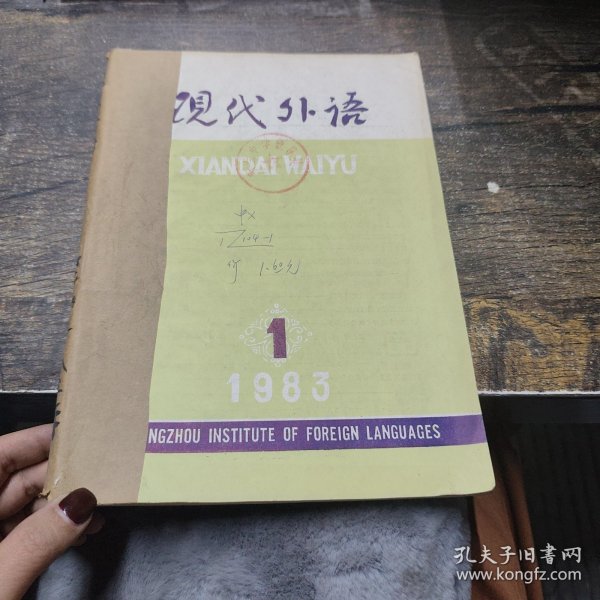 现代外语
XIANDAI WAIYU
1
1983
NGZHOU INSTITUTE OF FOREIGN LANGUAGES
孔夫子旧书网
www.kongfz.com